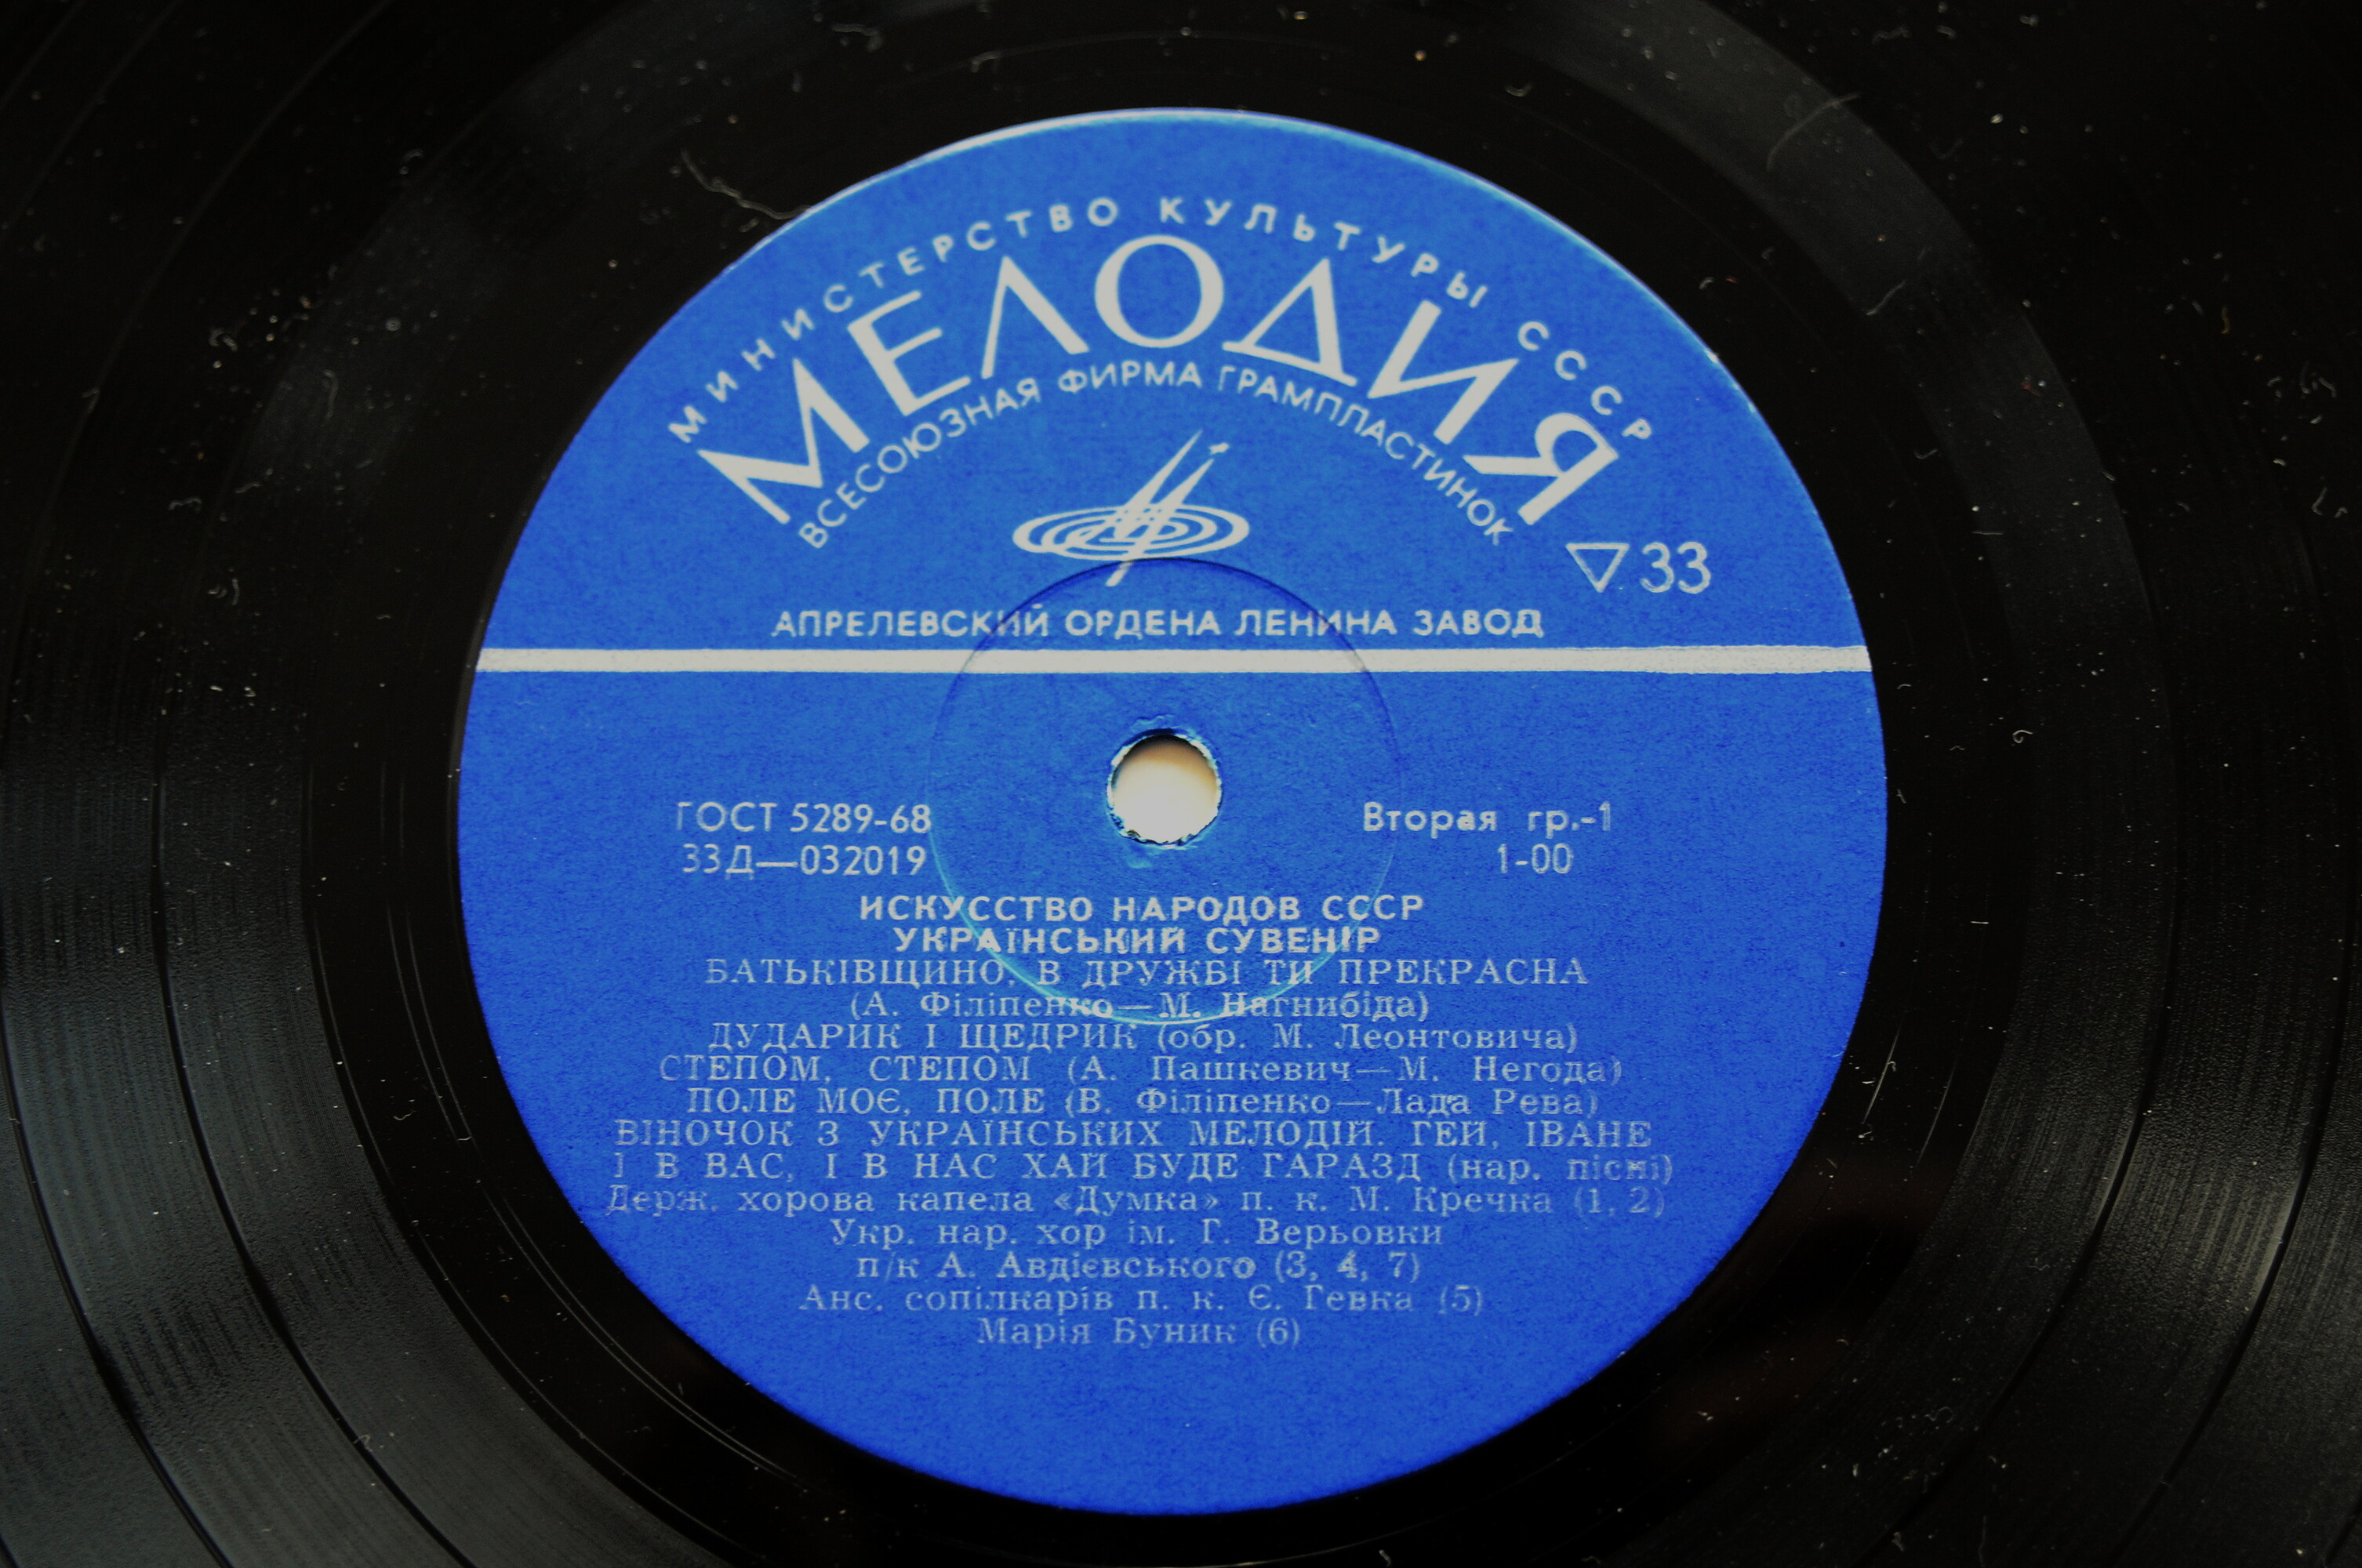 МИНИСТЕРСТВО КУЛЬТУРЫ СССР
МЕЛОДИЯ
ВСЕСОЮЗНАЯ ФИРМА ГРАМПЛАСТИНОК
▽33
АПРЕЛЕВСКИЙ ОРДЕНА ЛЕНИНА ЗАВОД
ГОСТ 5289-68
Вторая гр.-1
33Д—032019
1-00
ИСКУССТВО НАРОДОВ СССР
УКРАЇНСЬКИЙ СУВЕНІР
БАТЬКІВЩИНО, В ДРУЖБІ ТИ ПРЕКРАСНА
(А. Філіпенко—М. Нагнибіда)
ДУДАРИК І ЩЕДРИК (обр. М. Леонтовича)
СТЕПОМ, СТЕПОМ (А. Пашкевич—М. Негода)
ПОЛЕ МОЄ, ПОЛЕ (В. Філіпенко—Лада Рева)
ВІНОЧОК З УКРАЇНСЬКИХ МЕЛОДІЙ. ГЕЙ, ІВАНЕ
І В ВАС, І В НАС ХАЙ БУДЕ ГАРАЗД (нар. пісні)
Держ. хорова капела «Думка» п. к. М. Кречка (1, 2)
Укр. нар. хор ім. Г. Верьовки
п/к А. Авдієвського (3, 4, 7)
Анс. сопілкарів п. к. Є. Гевка (5)
Марія Буник (6)